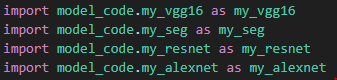 import model_code.my_vgg16 as my_vgg16
import model_code.my_seg as my_seg
import model_code.my_resnet as my_resnet
import model_code.my_alexnet as my_alexnet